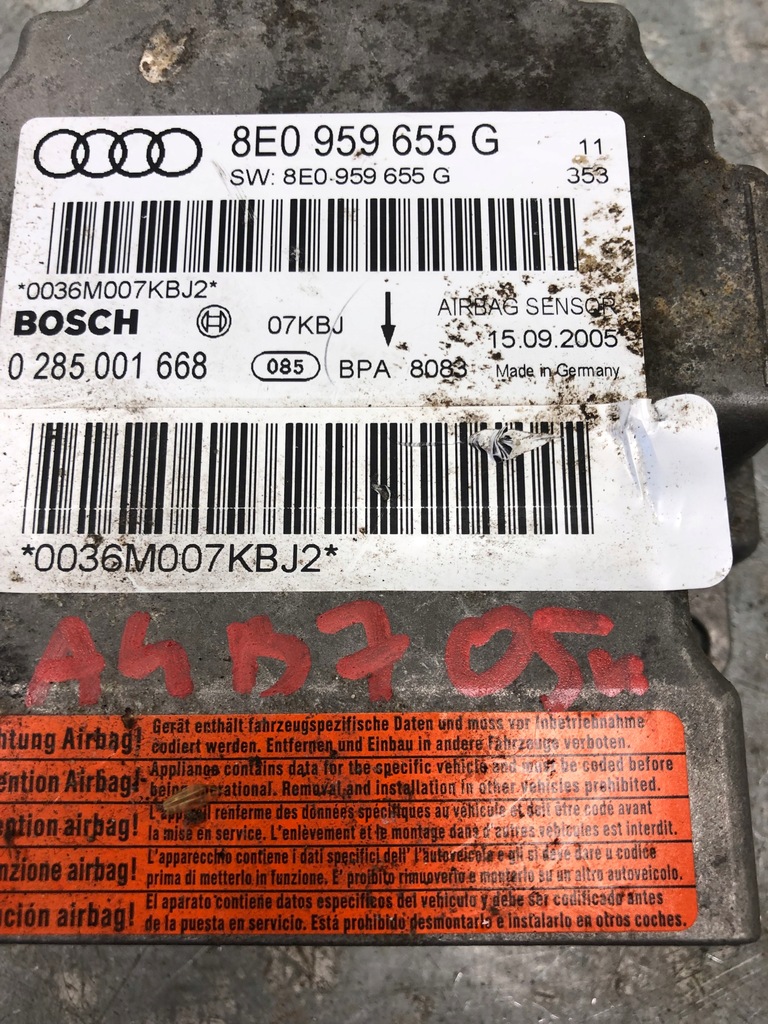 8E0 959 655 G 11
SW: 8E0 959 655 G 353
*0036M007KBJ2*
BOSCH 07KBJ AIRBAG SENSOR
15.09.2005
0 285 001 668 085 BPA 8083 Made in Germany
*0036M007KBJ2*
A4 B7 05
htung Airbag! Gerät enthält fahrzeugspezifische Daten und muss vor Inbetriebnahme
codiert werden. Entfernen und Einbau in andere Fahrzeuge verboten.
ention Airbag! Appliance contains data for the specific vehicle and must be coded before
being operational. Removal and installation in other vehicles prohibited.
ention airbag! L'appareil renferme des données spécifiques au véhicule et doit être codé avant
la mise en service. L'enlèvement et le montage dans d'autres véhicules est interdit.
nzione airbag! L'apparecchio contiene i dati specifici dell' l'autoveicolo e gli si deve dare u codice
prima di metterlo in funzione. E' proibito rimuoverlo e montarlo su un altro autoveicolo.
ción airbag! El aparato contiene datos específicos del vehículo y debe ser codificado antes
de la puesta en servicio. Está prohibido desmontarlo e instalarlo en otros coches.